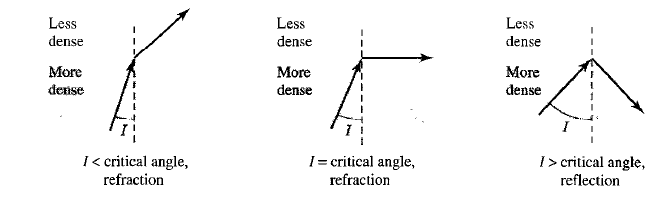 Less
dense
More
dense
I
I < critical angle,
refraction
Less
dense
More
dense
I
I = critical angle,
refraction
Less
dense
More
dense
I
I > critical angle,
reflection